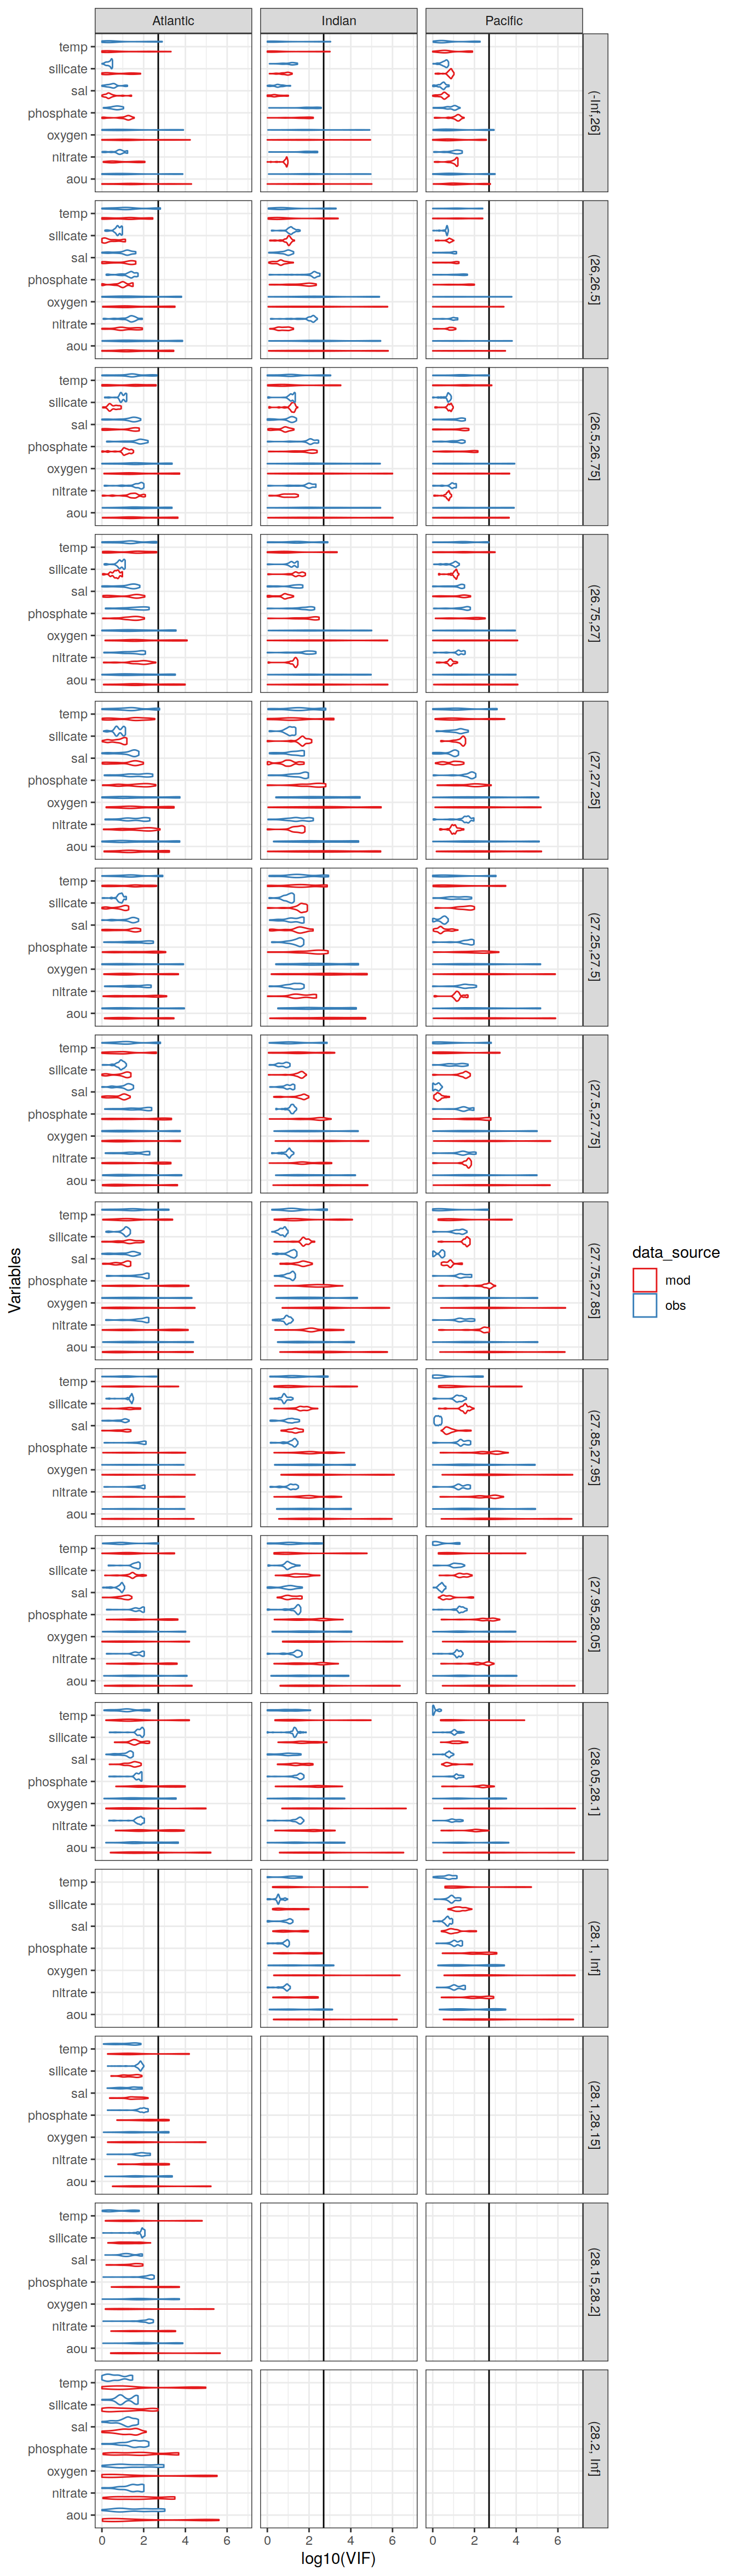 Atlantic Indian Pacific
temp
silicate
sal
phosphate
oxygen
nitrate
aou
(-Inf,26]
temp
silicate
sal
phosphate
oxygen
nitrate
aou
(26,26.5]
temp
silicate
sal
phosphate
oxygen
nitrate
aou
(26.5,26.75]
temp
silicate
sal
phosphate
oxygen
nitrate
aou
(26.75,27]
temp
silicate
sal
phosphate
oxygen
nitrate
aou
(27,27.25]
temp
silicate
sal
phosphate
oxygen
nitrate
aou
(27.25,27.5]
temp
silicate
sal
phosphate
oxygen
nitrate
aou
(27.5,27.75]
temp
silicate
sal
phosphate
oxygen
nitrate
aou
(27.75,27.85]
Variables
data_source
mod
obs
temp
silicate
sal
phosphate
oxygen
nitrate
aou
(27.85,27.95]
temp
silicate
sal
phosphate
oxygen
nitrate
aou
(27.95,28.05]
temp
silicate
sal
phosphate
oxygen
nitrate
aou
(28.05,28.1]
temp
silicate
sal
phosphate
oxygen
nitrate
aou
(28.1, Inf]
temp
silicate
sal
phosphate
oxygen
nitrate
aou
(28.1,28.15]
temp
silicate
sal
phosphate
oxygen
nitrate
aou
(28.15,28.2]
temp
silicate
sal
phosphate
oxygen
nitrate
aou
(28.2, Inf]
0 2 4 6 0 2 4 6 0 2 4 6
log10(VIF)